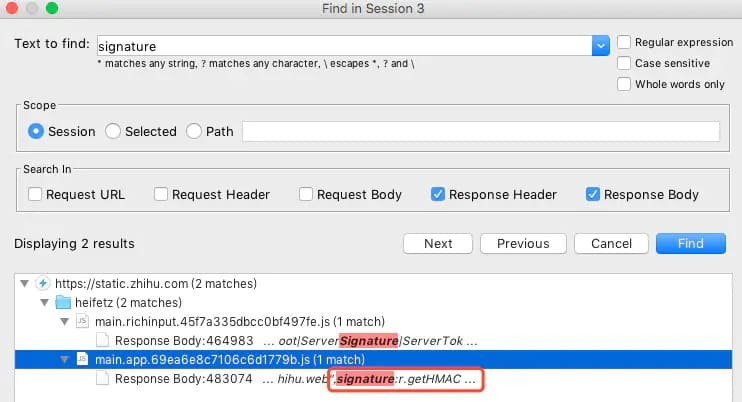 Find in Session 3
Text to find: signature
* matches any string, ? matches any character, \ escapes *, ? and \
Regular expression
Case sensitive
Whole words only
Scope
Session Selected Path
Search In
Request URL Request Header Request Body Response Header Response Body
Displaying 2 results
Next Previous Cancel Find
https://static.zhihu.com (2 matches)
heifetz (2 matches)
JS main.richinput.45f7a335dbcc0bf497fe.js (1 match)
Response Body:464983 ... oot|ServerSignature|ServerTok ...
JS main.app.69ea6e8c7106c6d1779b.js (1 match)
Response Body:483074 ... hihu.web",signature:r.getHMAC ...